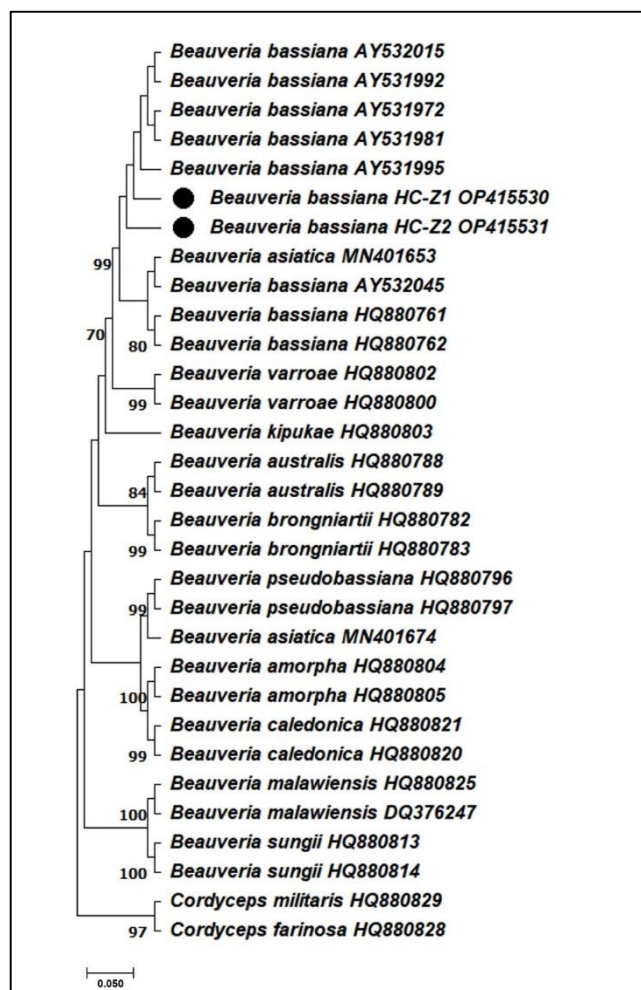 Beauveria bassiana AY532015
Beauveria bassiana AY531992
Beauveria bassiana AY531972
Beauveria bassiana AY531981
Beauveria bassiana AY531995
Beauveria bassiana HC-Z1 OP415530
Beauveria bassiana HC-Z2 OP415531
Beauveria asiatica MN401653
99
Beauveria bassiana AY532045
Beauveria bassiana HQ880761
70
Beauveria bassiana HQ880762
80
Beauveria varroae HQ880802
Beauveria varroae HQ880800
99
Beauveria kipukae HQ880803
Beauveria australis HQ880788
Beauveria australis HQ880789
84
Beauveria brongniartii HQ880782
Beauveria brongniartii HQ880783
99
Beauveria pseudobassiana HQ880796
Beauveria pseudobassiana HQ880797
99
Beauveria asiatica MN401674
Beauveria amorpha HQ880804
Beauveria amorpha HQ880805
100
Beauveria caledonica HQ880821
Beauveria caledonica HQ880820
99
Beauveria malawiensis HQ880825
Beauveria malawiensis DQ376247
100
Beauveria sungii HQ880813
Beauveria sungii HQ880814
100
Cordyceps militaris HQ880829
Cordyceps farinosa HQ880828
97
0.050